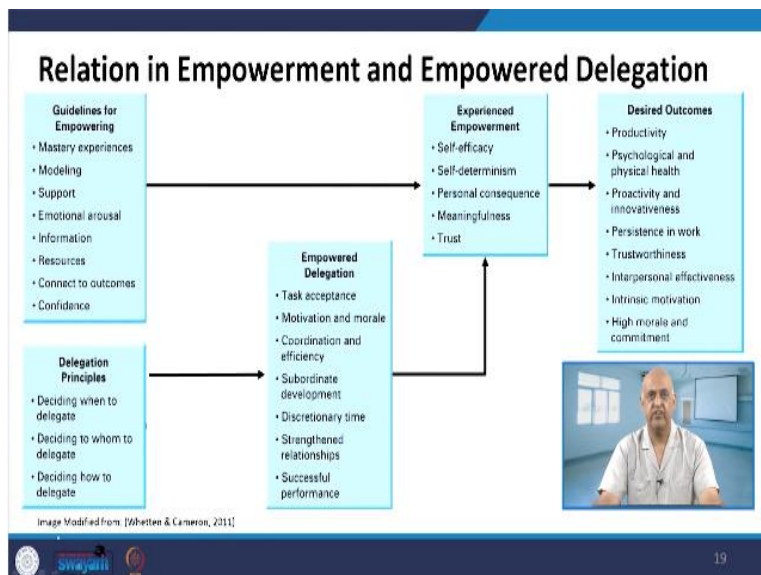 Relation in Empowerment and Empowered Delegation
Guidelines for
Empowering
• Mastery experiences
• Modeling
• Support
• Emotional arousal
• Information
• Resources
• Connect to outcomes
• Confidence
Delegation
Principles
• Deciding when to
delegate
• Deciding to whom to
delegate
• Deciding how to
delegate
Empowered
Delegation
• Task acceptance
• Motivation and morale
• Coordination and
efficiency
• Subordinate
development
• Discretionary time
• Strengthened
relationships
• Successful
performance
Experienced
Empowerment
• Self-efficacy
• Self-determinism
• Personal consequence
• Meaningfulness
• Trust
Desired Outcomes
• Productivity
• Psychological and
physical health
• Proactivity and
innovativeness
• Persistence in work
• Trustworthiness
• Interpersonal effectiveness
• Intrinsic motivation
• High morale and
commitment
Image Modified from: (Whetten & Cameron, 2011)
swayam
19